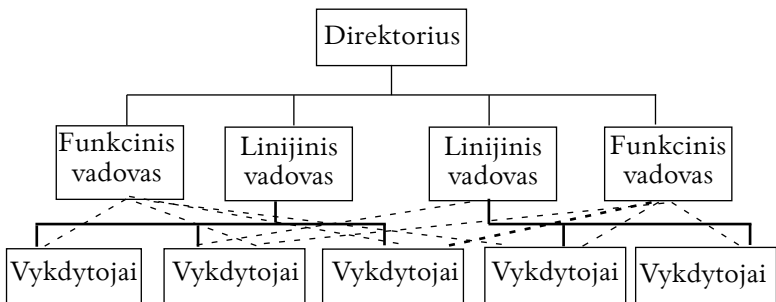 Direktorius
Funkcinis
vadovas
Linijinis
vadovas
Linijinis
vadovas
Funkcinis
vadovas
Vykdytojai
Vykdytojai
Vykdytojai
Vykdytojai
Vykdytojai